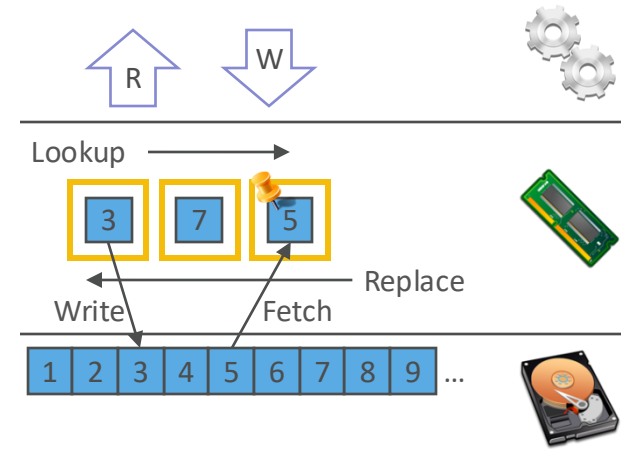 R W
Lookup
3 7 5
Replace
Write Fetch
1 2 3 4 5 6 7 8 9 ...